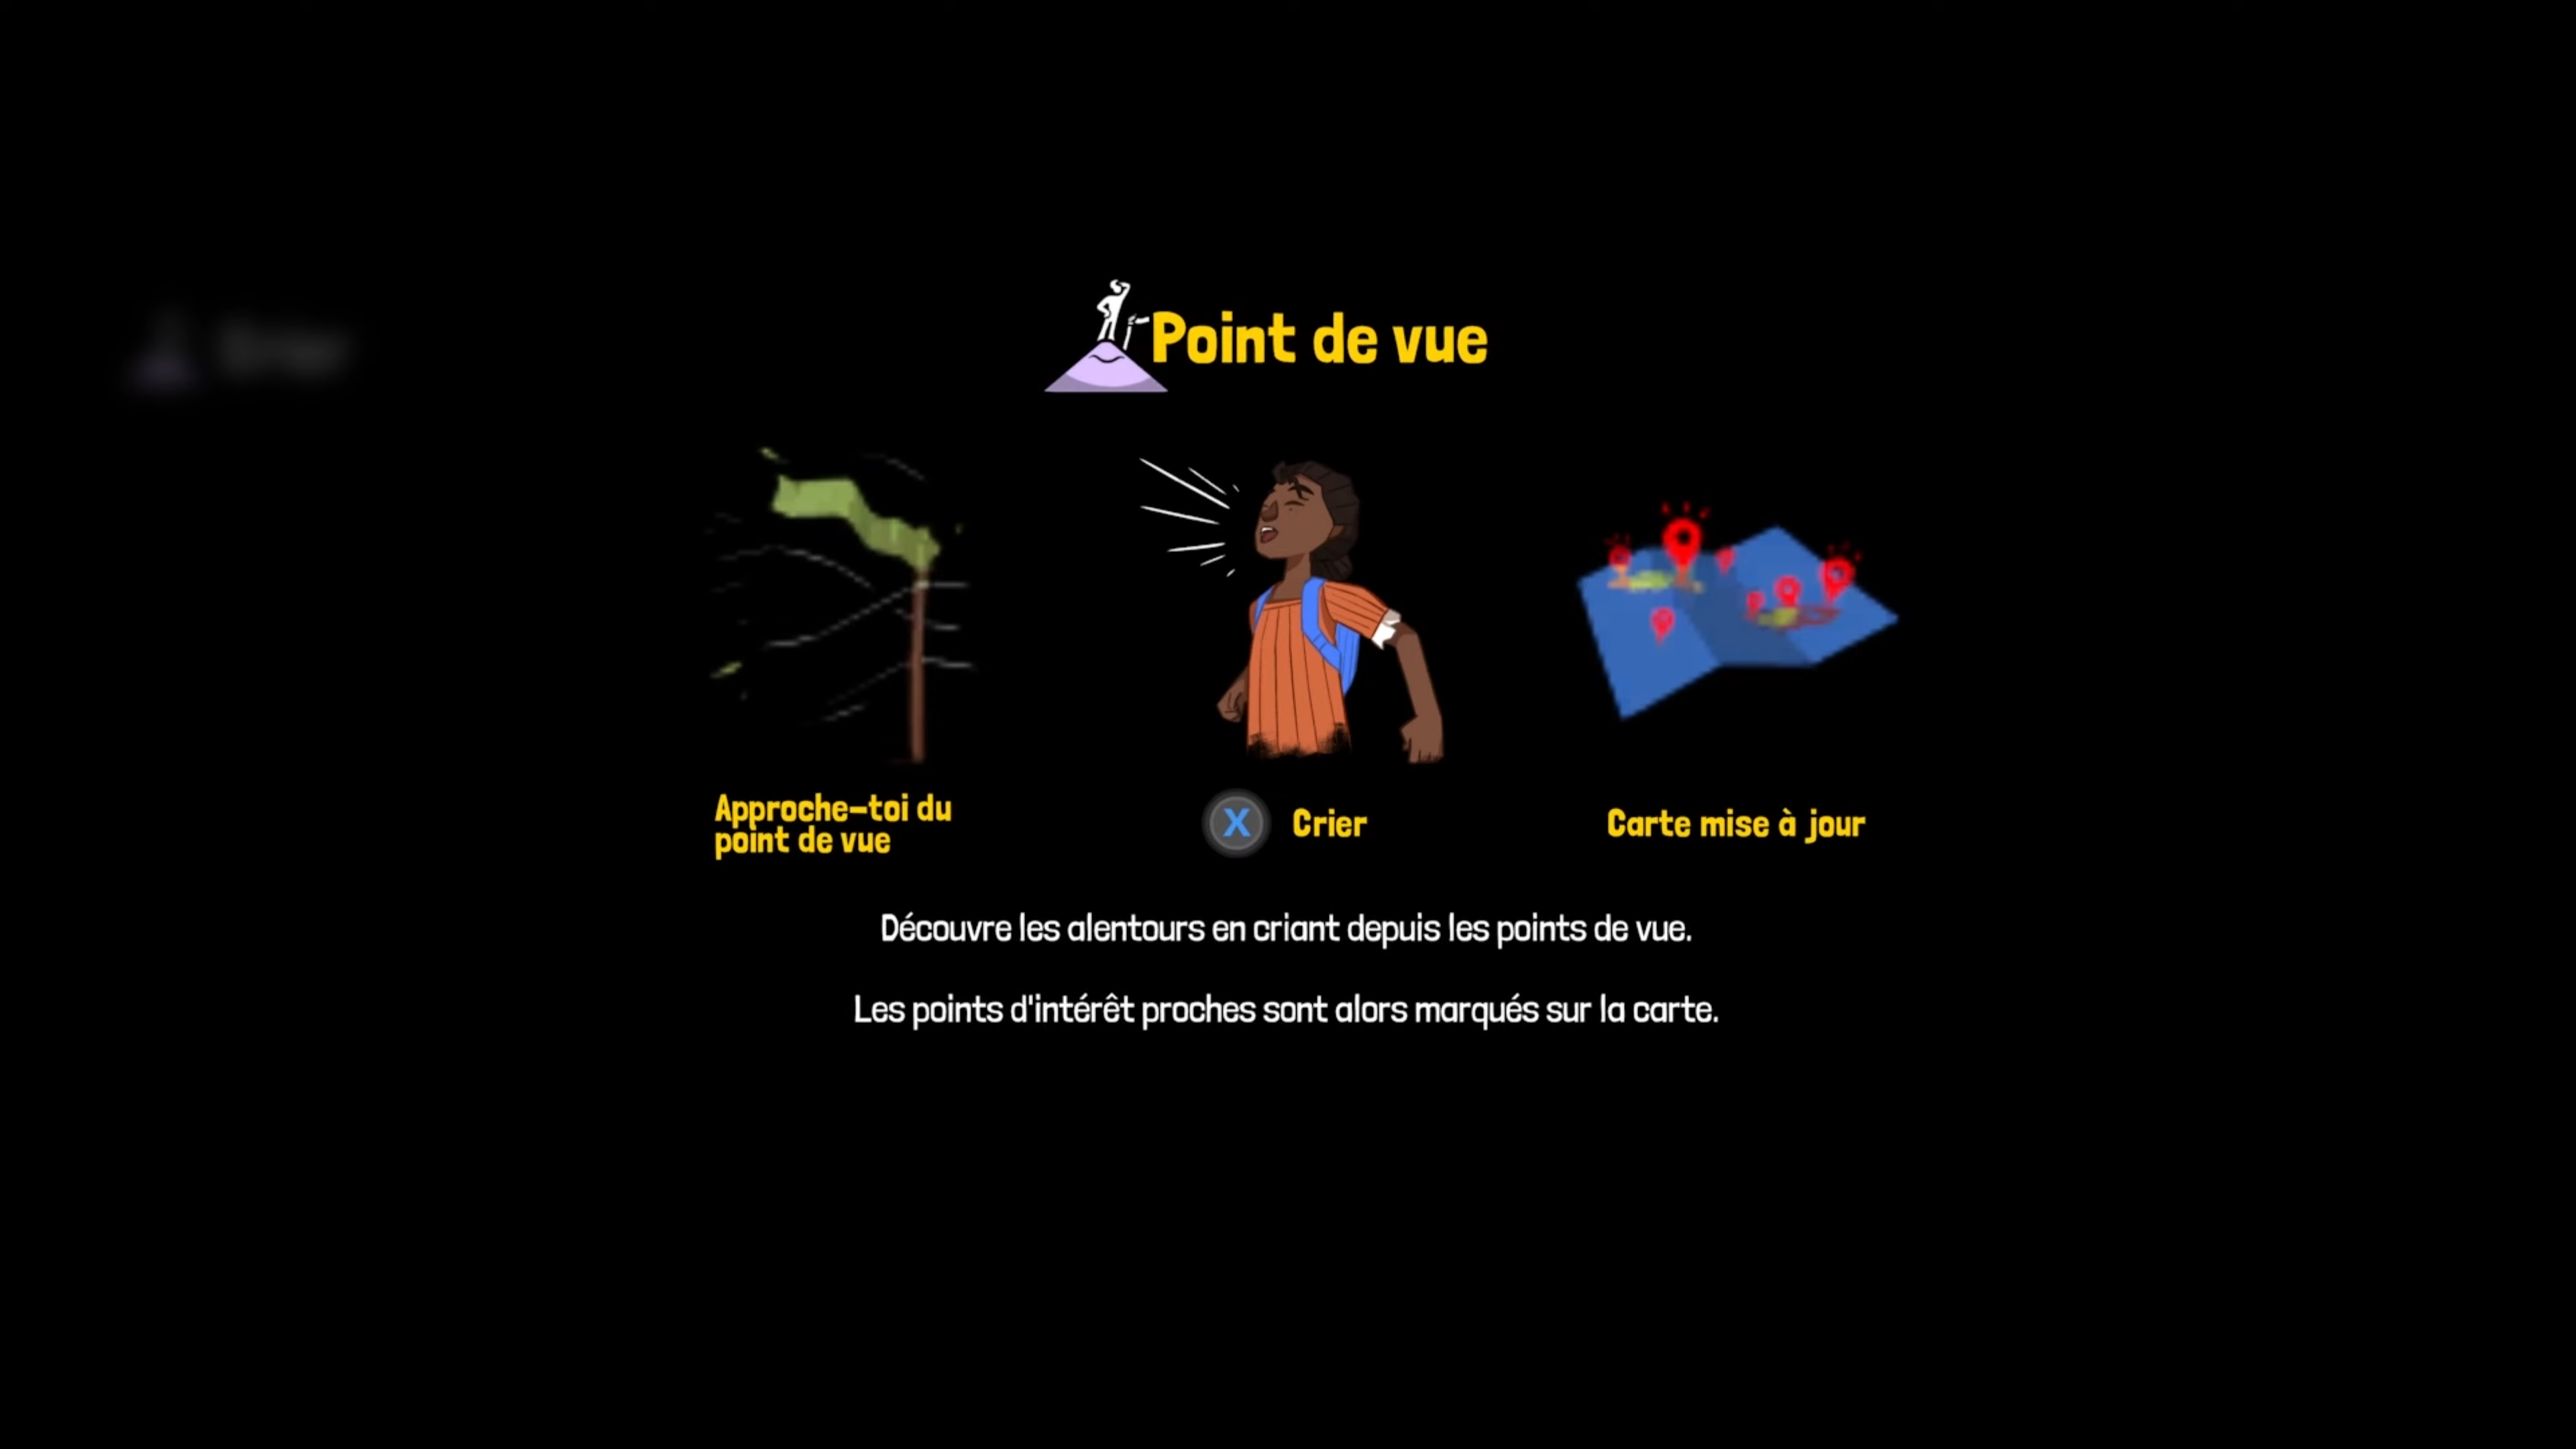 Point de vue
Approche-toi du
point de vue
X Crier
Carte mise à jour
Découvre les alentours en criant depuis les points de vue.
Les points d'intérêt proches sont alors marqués sur la carte.